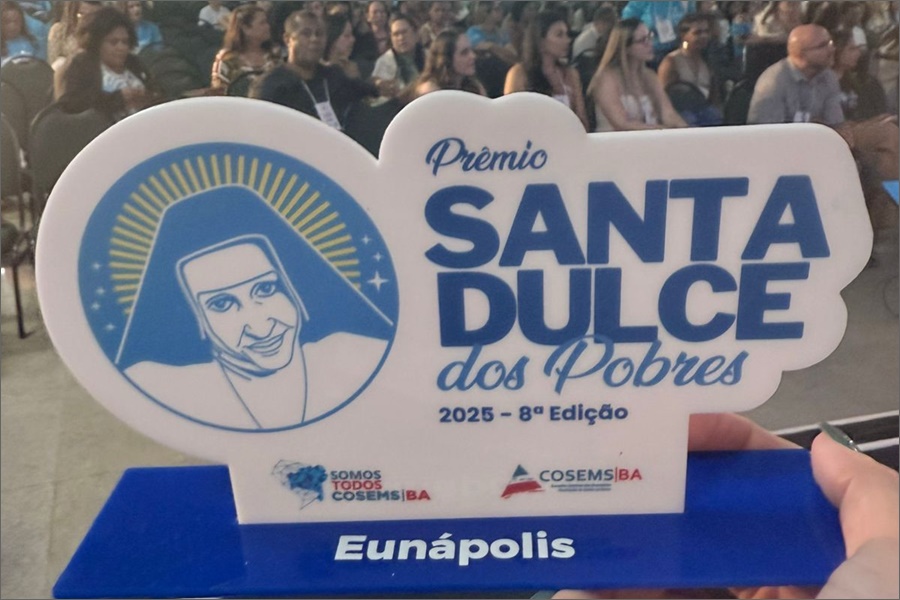 Prêmio
SANTA
DULCE
dos Pobres
2025 - 8ª Edição
SOMOS
TODOS
COSEMS|BA
COSEMS|BA
Eunápolis